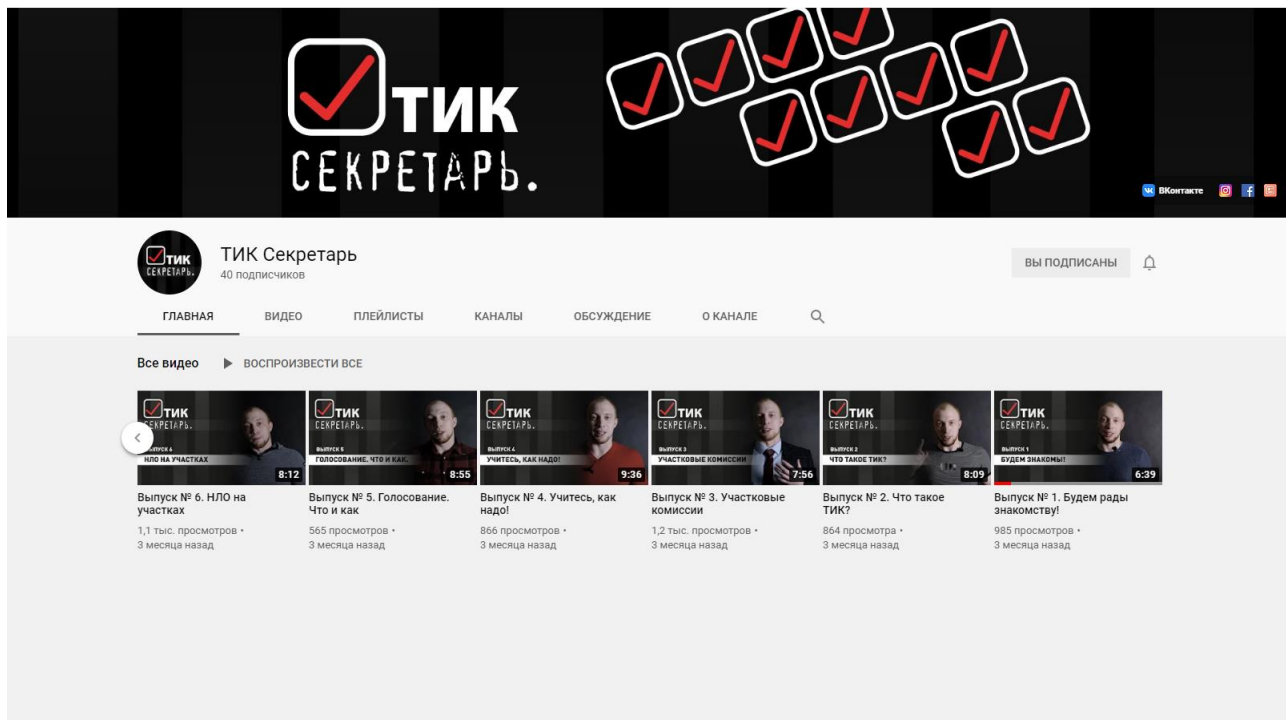 ТИК
СЕКРЕТАРЬ.
ВКонтакте
ТИК
СЕКРЕТАРЬ.
ТИК Секретарь
40 подписчиков
ВЫ ПОДПИСАНЫ
ГЛАВНАЯ ВИДЕО ПЛЕЙЛИСТЫ КАНАЛЫ ОБСУЖДЕНИЕ О КАНАЛЕ
Все видео ВОСПРОИЗВЕСТИ ВСЕ
ТИК
СЕКРЕТАРЬ.
НЛО НА УЧАСТКАХ
8:12
Выпуск № 6. НЛО на
участках
1,1 тыс. просмотров •
3 месяца назад
ТИК
СЕКРЕТАРЬ.
ВЫПУСК 5
ГОЛОСОВАНИЕ. ЧТО И КАК.
8:55
Выпуск № 5. Голосование.
Что и как
565 просмотров •
3 месяца назад
ТИК
СЕКРЕТАРЬ.
ВЫПУСК 4
УЧИТЕСЬ, КАК НАДО!
9:36
Выпуск № 4. Учитесь, как
надо!
866 просмотров •
3 месяца назад
ТИК
СЕКРЕТАРЬ.
ВЫПУСК 3
УЧАСТКОВЫЕ КОМИССИИ
7:56
Выпуск № 3. Участковые
комиссии
1,2 тыс. просмотров •
3 месяца назад
ТИК
СЕКРЕТАРЬ.
ВЫПУСК 2
ЧТО ТАКОЕ ТИК?
8:09
Выпуск № 2. Что такое
ТИК?
864 просмотра •
3 месяца назад
ТИК
СЕКРЕТАРЬ.
ВЫПУСК 1
БУДЕМ ЗНАКОМЫ!
6:39
Выпуск № 1. Будем рады
знакомству!
985 просмотров •
3 месяца назад